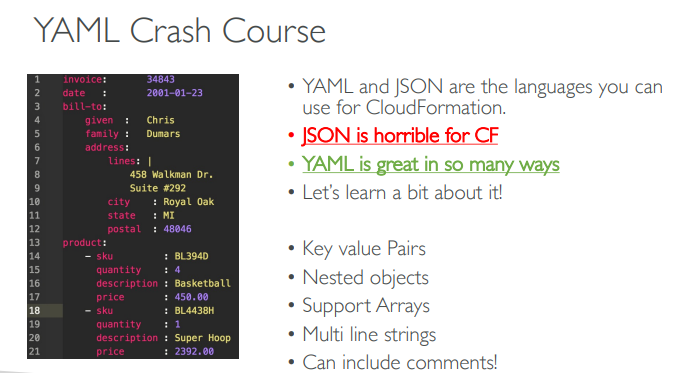 YAML Crash Course
1 invoice: 34843
2 date : 2001-01-23
3 bill-to:
4 given : Chris
5 family : Dumars
6 address:
7 lines: |
8 458 Walkman Dr.
9 Suite #292
10 city : Royal Oak
11 state : MI
12 postal : 48046
13 product:
14 - sku : BL394D
15 quantity : 4
16 description : Basketball
17 price : 450.00
18 - sku : BL4438H
19 quantity : 1
20 description : Super Hoop
21 price : 2392.00
• YAML and JSON are the languages you can
use for CloudFormation.
• JSON is horrible for CF
• YAML is great in so many ways
• Let's learn a bit about it!
• Key value Pairs
• Nested objects
• Support Arrays
• Multi line strings
• Can include comments!